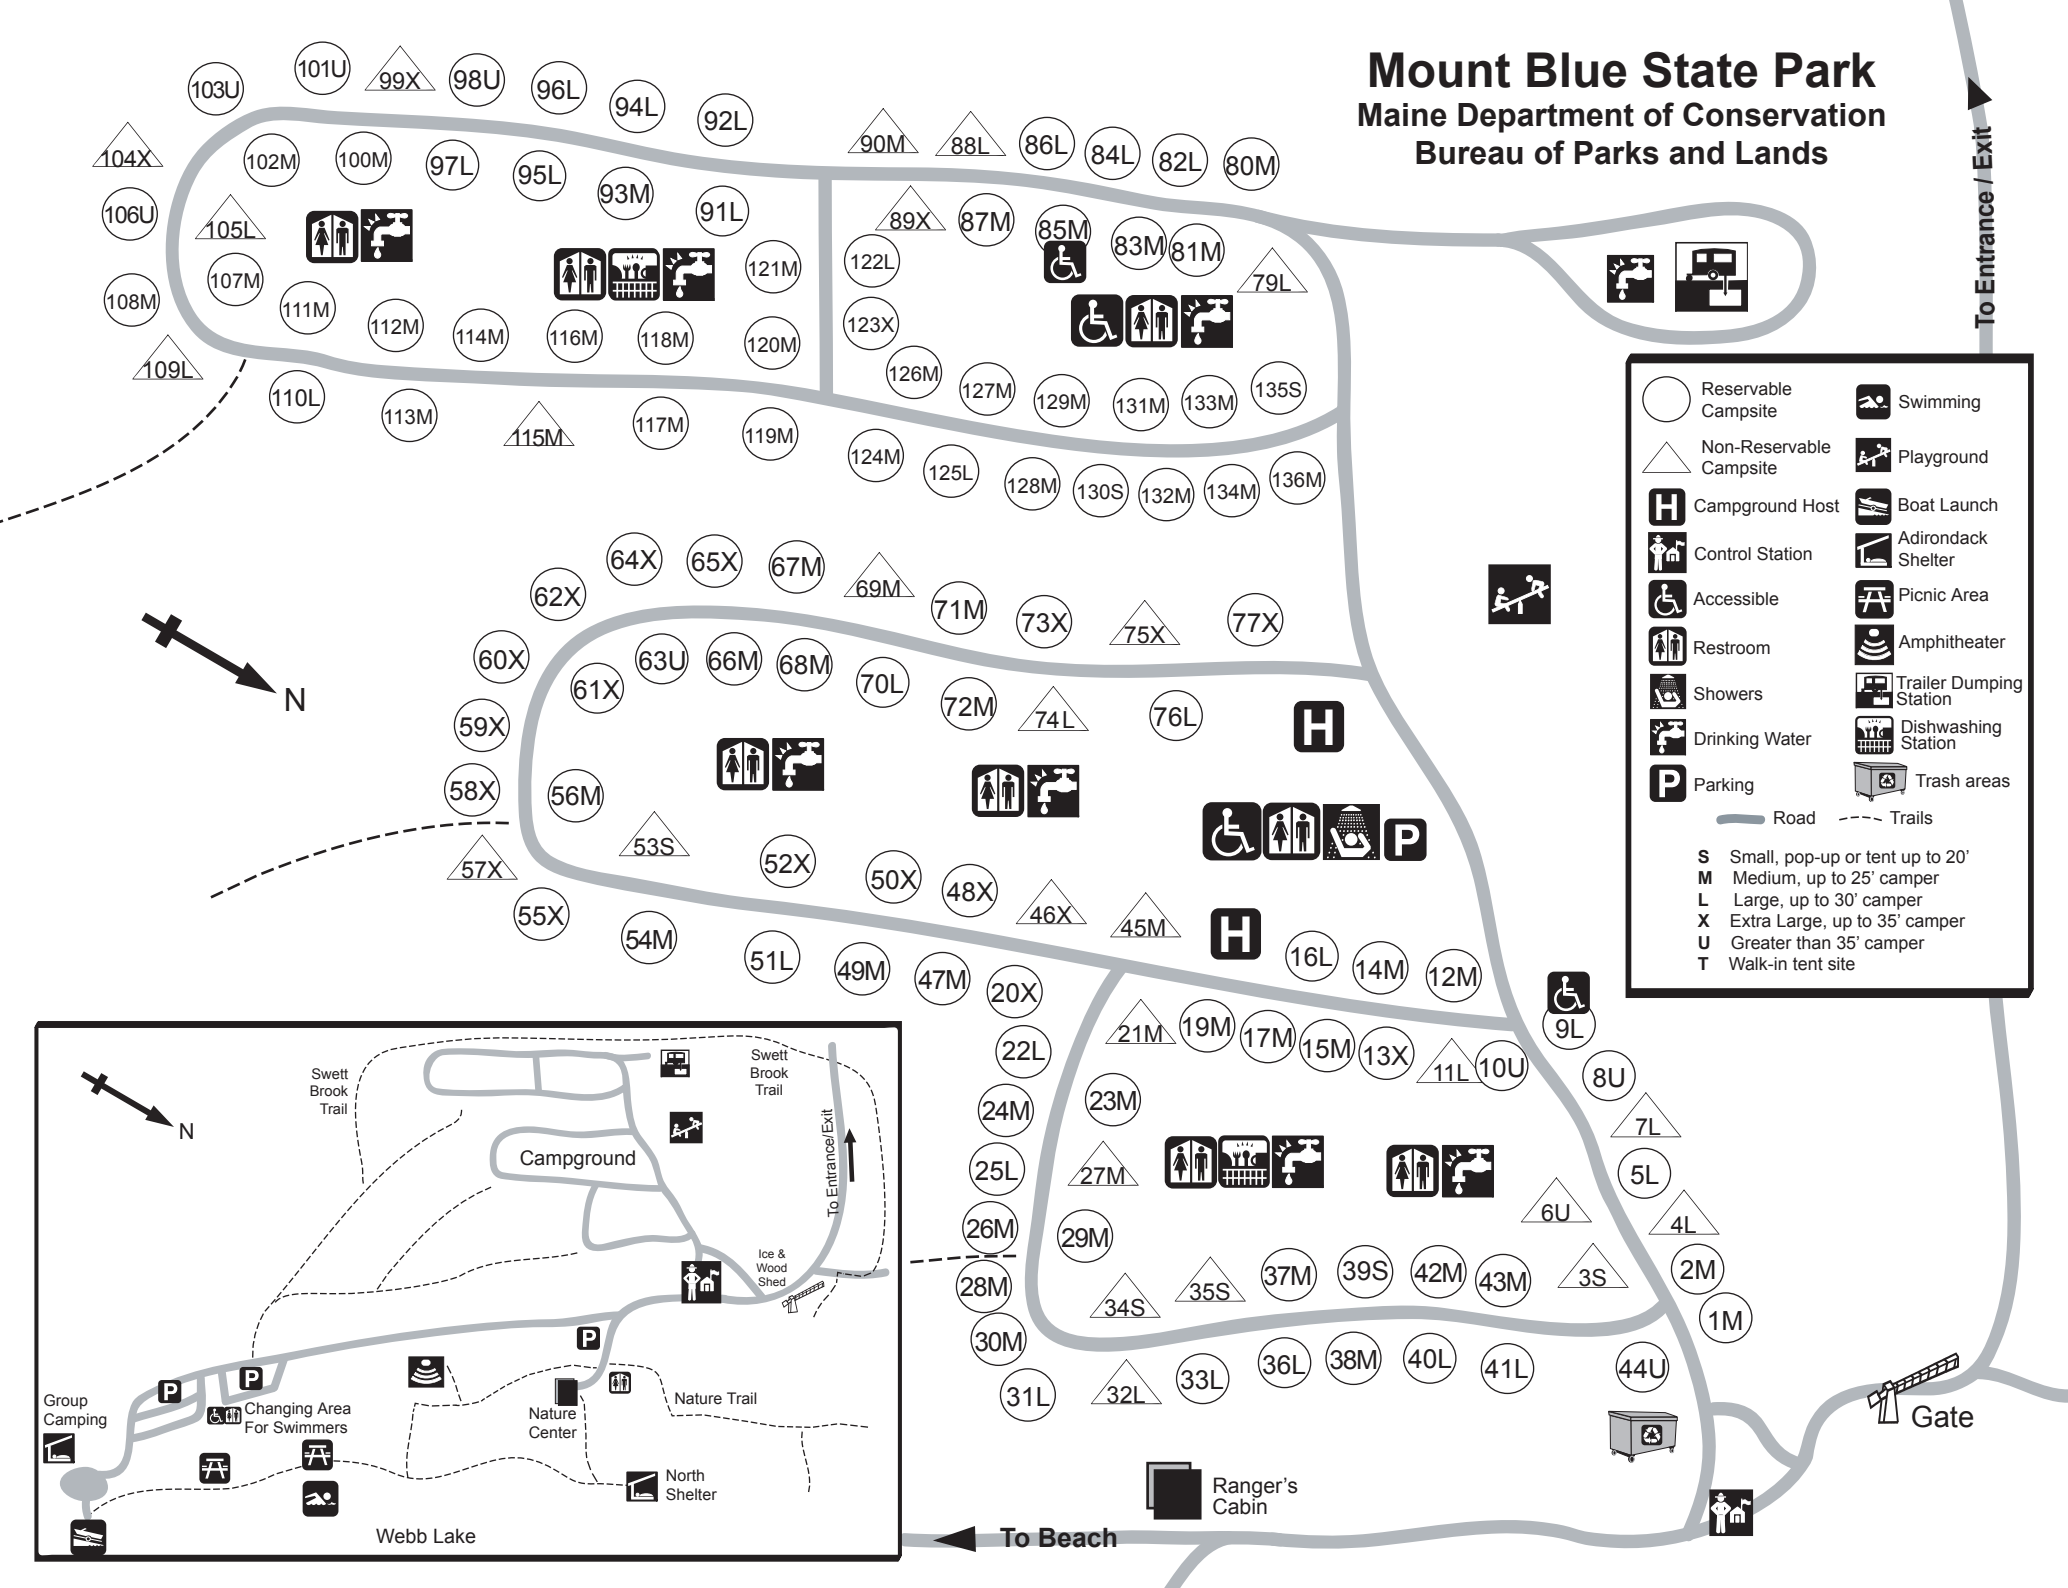 Mount Blue State Park
Maine Department of Conservation
Bureau of Parks and Lands
To Entrance / Exit
103U
101U
99X
98U
96L
94L
92L
90M
88L
86L
84L
82L
80M
104X
102M
100M
97L
95L
93M
91L
89X
87M
85M
83M
81M
79L
106U
105L
107M
108M
111M
112M
114M
116M
118M
121M
120M
122L
123X
126M
127M
129M
131M
133M
135S
109L
110L
113M
115M
117M
119M
124M
125L
128M
130S
132M
134M
136M
64X
65X
67M
69M
71M
73X
75X
77X
62X
60X
61X
63U
66M
68M
70L
72M
74L
76L
H
N
59X
58X
56M
57X
53S
52X
50X
48X
46X
45M
P
H
55X
54M
51L
49M
47M
20X
16L
14M
12M
9L
21M
19M
17M
15M
13X
11L
10U
8U
22L
24M
23M
7L
25L
27M
5L
26M
29M
6U
4L
28M
34S
35S
37M
39S
42M
43M
3S
2M
1M
30M
31L
32L
33L
36L
38M
40L
41L
44U
Gate
Ranger's
Cabin
To Beach
Reservable
Campsite
Non-Reservable
Campsite
H Campground Host
Control Station
Accessible
Restroom
Showers
Drinking Water
P Parking
Swimming
Playground
Boat Launch
Adirondack
Shelter
Picnic Area
Amphitheater
Trailer Dumping
Station
Dishwashing
Station
Trash areas
Road
Trails
S Small, pop-up or tent up to 20'
M Medium, up to 25' camper
L Large, up to 30' camper
X Extra Large, up to 35' camper
U Greater than 35' camper
T Walk-in tent site
Swett
Brook
Trail
Swett
Brook
Trail
N
Campground
To Entrance/Exit
Ice &
Wood
Shed
P
P
P
Group
Camping
Changing Area
For Swimmers
Nature
Center
Nature Trail
North
Shelter
Webb Lake